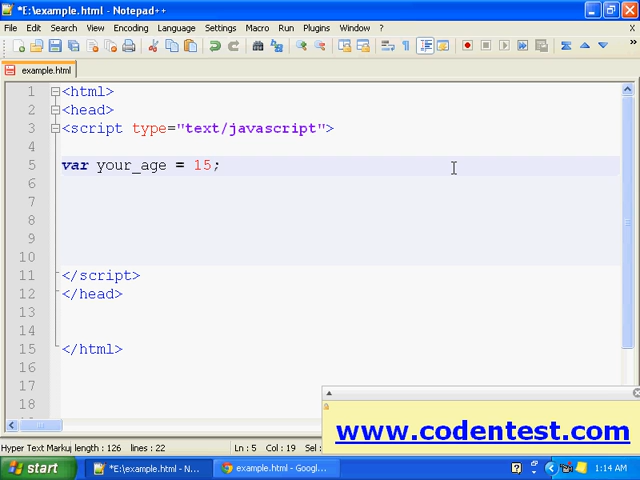 *E:\example.html - Notepad++
File Edit Search View Encoding Language Settings Macro Run Plugins Window ?
example.html
1 <html>
2 <head>
3 <script type="text/javascript">
4
5 var your_age = 15;
6
7
8
9
10
11 </script>
12 </head>
13
14
15 </html>
16
17
18
www.codentest.com
Hyper Text Markup length : 126 lines : 22 Ln : 5 Col : 19 Sel :
start *E:\example.html - N... example.html - Googl... 1:14 AM